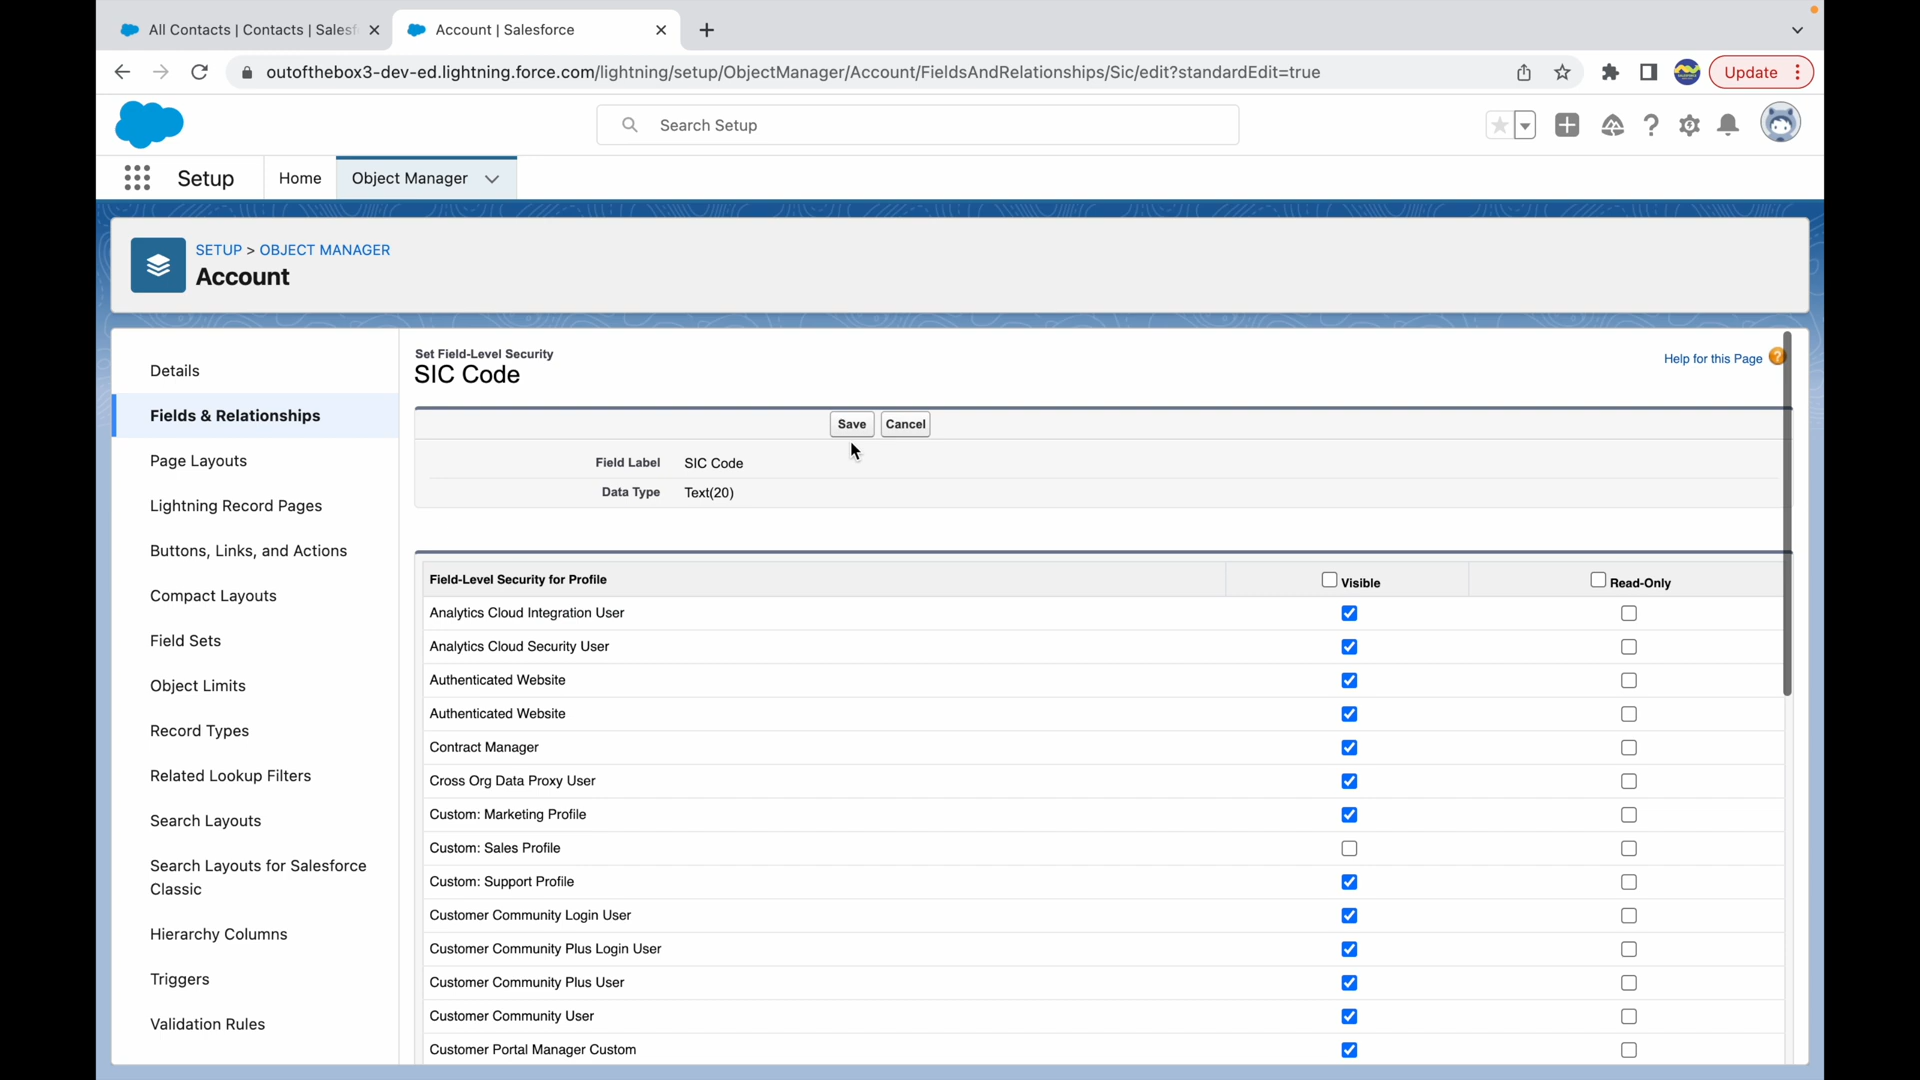 All Contacts | Contacts | Salesf
Account | Salesforce
outofthebox3-dev-ed.lightning.force.com/lightning/setup/ObjectManager/Account/FieldsAndRelationships/Sic/edit?standardEdit=true
Update
Search Setup
Setup
Home
Object Manager
SETUP > OBJECT MANAGER
Account
Details
Fields & Relationships
Page Layouts
Lightning Record Pages
Buttons, Links, and Actions
Compact Layouts
Field Sets
Object Limits
Record Types
Related Lookup Filters
Search Layouts
Search Layouts for Salesforce
Classic
Hierarchy Columns
Triggers
Validation Rules
Set Field-Level Security
SIC Code
Help for this Page ?
Save Cancel
Field Label SIC Code
Data Type Text(20)
Field-Level Security for Profile Visible Read-Only
Analytics Cloud Integration User
Analytics Cloud Security User
Authenticated Website
Authenticated Website
Contract Manager
Cross Org Data Proxy User
Custom: Marketing Profile
Custom: Sales Profile
Custom: Support Profile
Customer Community Login User
Customer Community Plus Login User
Customer Community Plus User
Customer Community User
Customer Portal Manager Custom